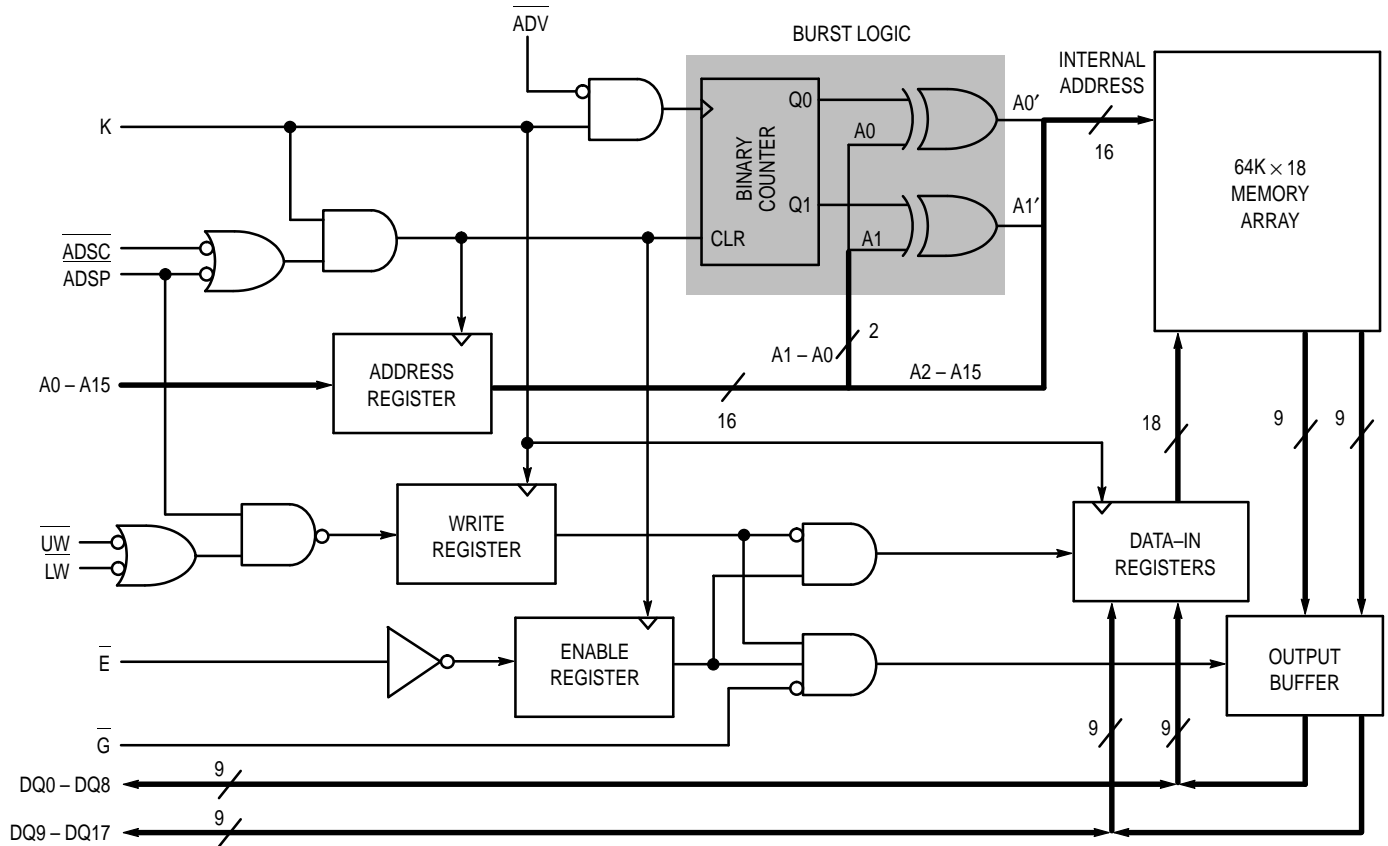 ADV
BURST LOGIC
K
BINARY
COUNTER
Q0
Q1
CLR
A0
A1
A0′
A1′
INTERNAL
ADDRESS
16
64K × 18
MEMORY
ARRAY
ADSC
ADSP
A0 – A15
ADDRESS
REGISTER
16
A1 – A0
2
A2 – A15
18
9
9
UW
LW
WRITE
REGISTER
DATA–IN
REGISTERS
E
ENABLE
REGISTER
OUTPUT
BUFFER
G
9
9
DQ0 – DQ8
9
DQ9 – DQ17
9